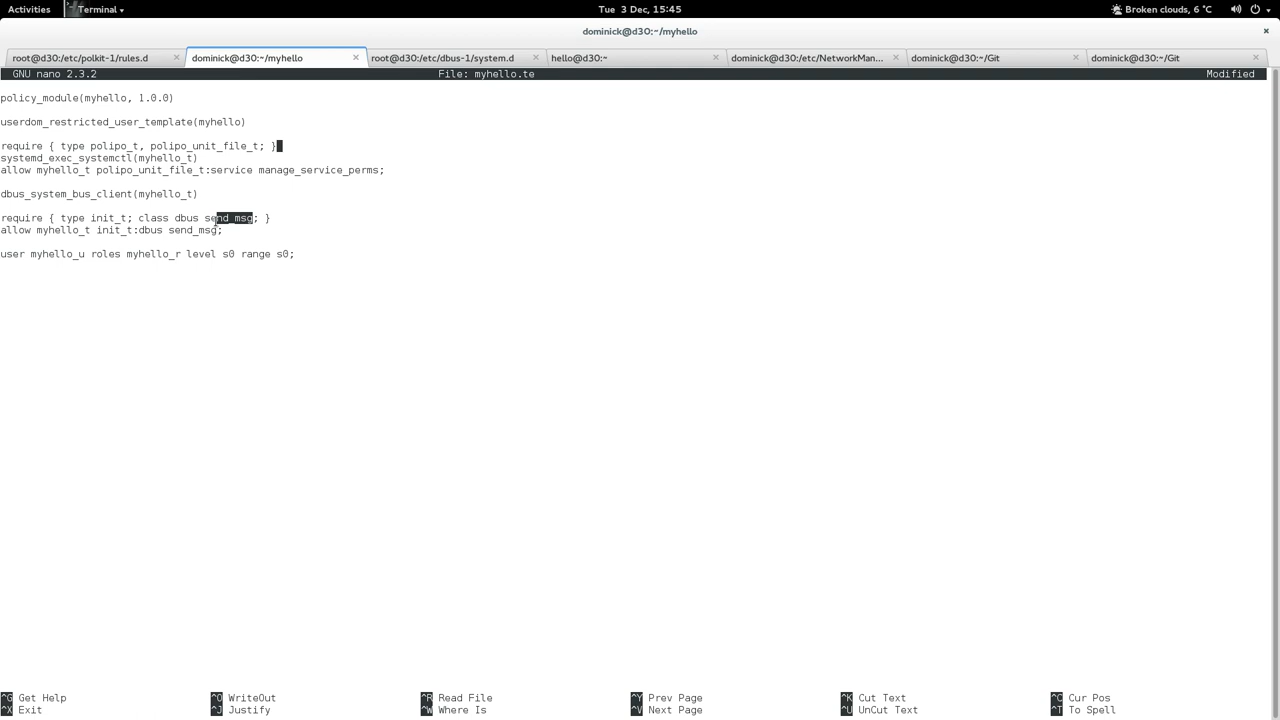 Activities Terminal Tue 3 Dec, 15:45 Broken clouds, 6 °C
dominick@d30:~/myhello
root@d30:/etc/polkit-1/rules.d dominick@d30:~/myhello root@d30:/etc/dbus-1/system.d hello@d30:~ dominick@d30:/etc/NetworkMan... dominick@d30:~/Git dominick@d30:~/Git
GNU nano 2.3.2 File: myhello.te Modified
policy_module(myhello, 1.0.0)
userdom_restricted_user_template(myhello)
require { type polipo_t, polipo_unit_file_t; }
systemd_exec_systemctl(myhello_t)
allow myhello_t polipo_unit_file_t:service manage_service_perms;
dbus_system_bus_client(myhello_t)
require { type init_t; class dbus send_msg; }
allow myhello_t init_t:dbus send_msg;
user myhello_u roles myhello_r level s0 range s0;
^G Get Help ^O WriteOut ^R Read File ^Y Prev Page ^K Cut Text ^C Cur Pos
^X Exit ^J Justify ^W Where Is ^V Next Page ^U UnCut Text ^T To Spell